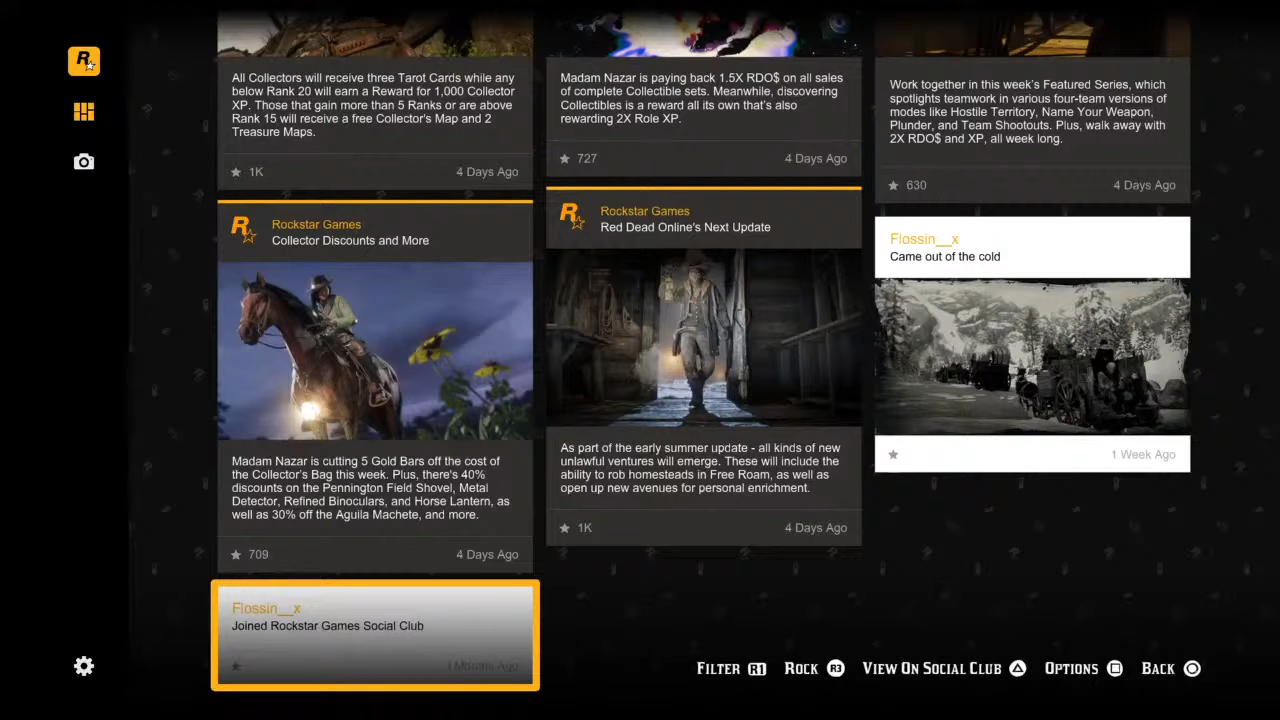 All Collectors will receive three Tarot Cards while any
below Rank 20 will earn a Reward for 1,000 Collector
XP. Those that gain more than 5 Ranks or are above
Rank 15 will receive a free Collector's Map and 2
Treasure Maps.
1K
4 Days Ago
Rockstar Games
Collector Discounts and More
Madam Nazar is cutting 5 Gold Bars off the cost of
the Collector's Bag this week. Plus, there's 40%
discounts on the Pennington Field Shovel, Metal
Detector, Refined Binoculars, and Horse Lantern, as
well as 30% off the Aguila Machete, and more.
709
4 Days Ago
Flossin__x
Joined Rockstar Games Social Club
Months Ago
Madam Nazar is paying back 1.5X RDO$ on all sales
of complete Collectible sets. Meanwhile, discovering
Collectibles is a reward all its own that's also
rewarding 2X Role XP.
727
4 Days Ago
Rockstar Games
Red Dead Online's Next Update
As part of the early summer update - all kinds of new
unlawful ventures will emerge. These will include the
ability to rob homesteads in Free Roam, as well as
open up new avenues for personal enrichment.
1K
4 Days Ago
Work together in this week's Featured Series, which
spotlights teamwork in various four-team versions of
modes like Hostile Territory, Name Your Weapon,
Plunder, and Team Shootouts. Plus, walk away with
2X RDO$ and XP, all week long.
630
4 Days Ago
Flossin__x
Came out of the cold
1 Week Ago
FILTER R1 ROCK R3 VIEW ON SOCIAL CLUB OPTIONS BACK